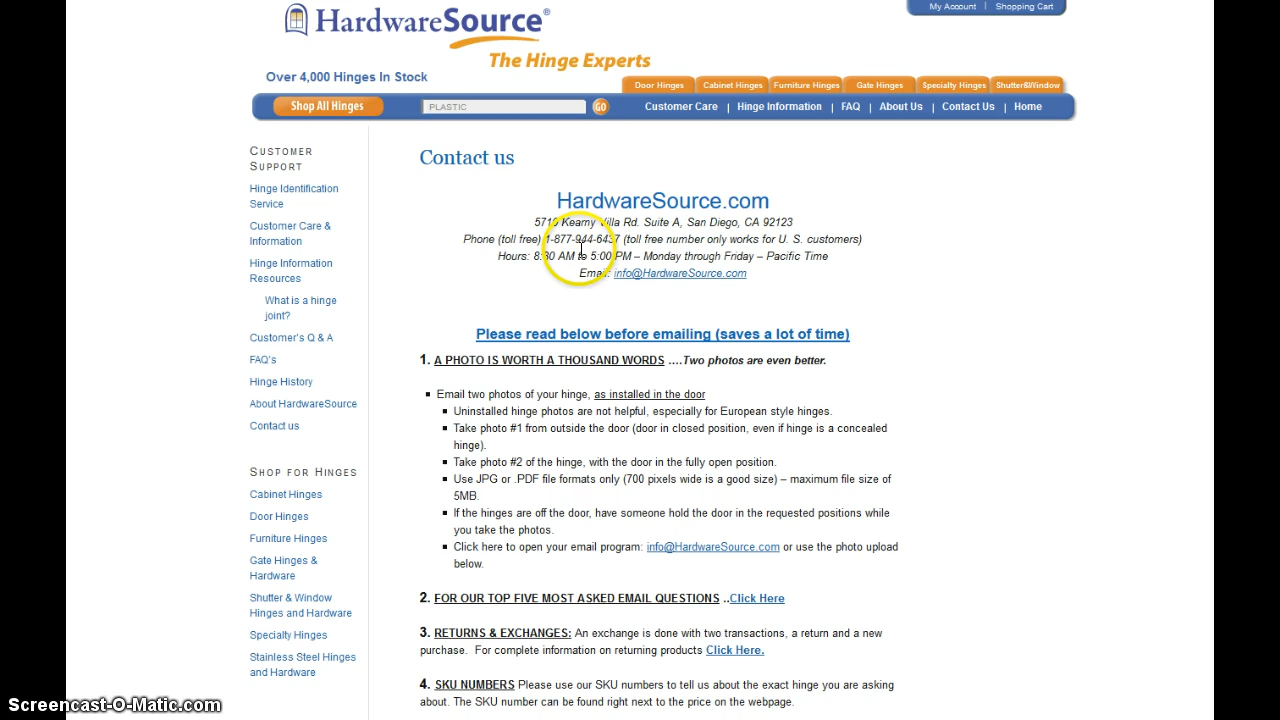 My Account | Shopping Cart
HardwareSource®
The Hinge Experts
Over 4,000 Hinges In Stock
Door Hinges Cabinet Hinges Furniture Hinges Gate Hinges Specialty Hinges Shutter&Window
Shop All Hinges PLASTIC GO Customer Care | Hinge Information | FAQ | About Us | Contact Us | Home
CUSTOMER
SUPPORT
Hinge Identification
Service
Customer Care &
Information
Hinge Information
Resources
What is a hinge
joint?
Customer's Q & A
FAQ's
Hinge History
About HardwareSource
Contact us
SHOP FOR HINGES
Cabinet Hinges
Door Hinges
Furniture Hinges
Gate Hinges &
Hardware
Shutter & Window
Hinges and Hardware
Specialty Hinges
Stainless Steel Hinges
and Hardware
Contact us
HardwareSource.com
Kearny Villa Rd. Suite A, San Diego, CA 92123
Phone (toll free) 1-877-944-6437 (toll free number only works for U. S. customers)
Hours: 8:30 AM to 5:00 PM – Monday through Friday – Pacific Time
Email: info@HardwareSource.com
Please read below before emailing (saves a lot of time)
1. A PHOTO IS WORTH A THOUSAND WORDS ....Two photos are even better.
▪ Email two photos of your hinge, as installed in the door
▪ Uninstalled hinge photos are not helpful, especially for European style hinges.
▪ Take photo #1 from outside the door (door in closed position, even if hinge is a concealed
hinge).
▪ Take photo #2 of the hinge, with the door in the fully open position.
▪ Use JPG or .PDF file formats only (700 pixels wide is a good size) – maximum file size of
5MB.
▪ If the hinges are off the door, have someone hold the door in the requested positions while
you take the photos.
▪ Click here to open your email program: info@HardwareSource.com or use the photo upload
below.
2. FOR OUR TOP FIVE MOST ASKED EMAIL QUESTIONS ..Click Here
3. RETURNS & EXCHANGES: An exchange is done with two transactions, a return and a new
purchase. For complete information on returning products Click Here.
4. SKU NUMBERS Please use our SKU numbers to tell us about the exact hinge you are asking
about. The SKU number can be found right next to the price on the webpage.
Screencast-O-Matic.com